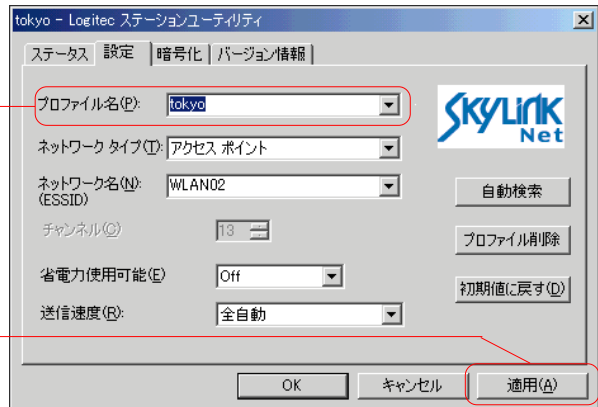 tokyo - Logitec ステーションユーティリティ
ステータス 設定 暗号化 バージョン情報
プロファイル名(P): tokyo
SKYLINK
Net
ネットワーク タイプ(T): アクセス ポイント
ネットワーク名(N): WLAN02
(ESSID)
自動検索
チャンネル(C) 13
プロファイル削除
省電力使用可能(E) Off
初期値に戻す(D)
送信速度(R): 全自動
OK キャンセル 適用(A)